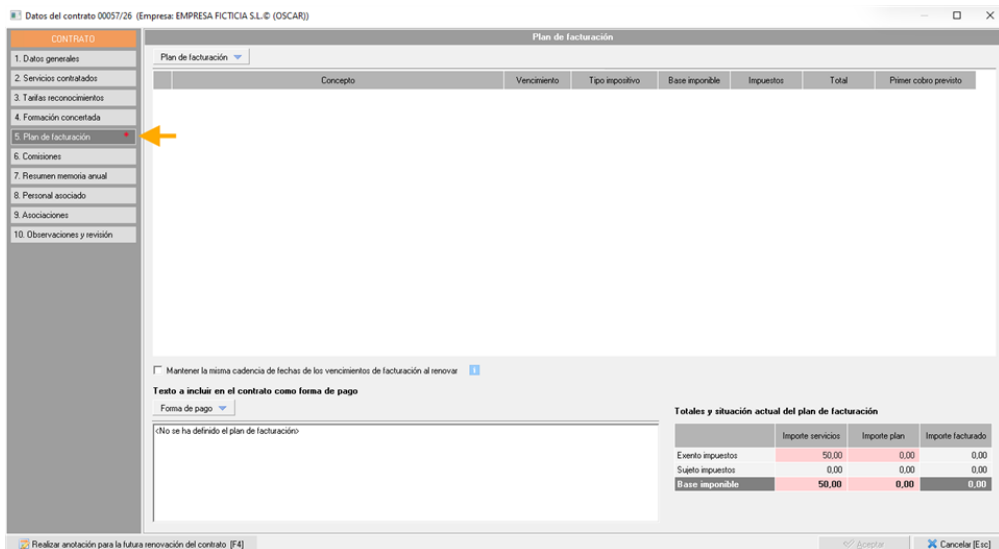 Datos del contrato 00057/26 (Empresa: EMPRESA FICTICIA S.L.© (OSCAR))
CONTRATO
1. Datos generales
2. Servicios contratados
3. Tarifas reconocimientos
4. Formación concertada
5. Plan de facturación *
6. Comisiones
7. Resumen memoria anual
8. Personal asociado
9. Asociaciones
10. Observaciones y revisión
Plan de facturación
Plan de facturación
Concepto Vencimiento Tipo impositivo Base imponible Impuestos Total Primer cobro previsto
Mantener la misma cadencia de fechas de los vencimientos de facturación al renovar i
Texto a incluir en el contrato como forma de pago
Forma de pago
<No se ha definido el plan de facturación>
Totales y situación actual del plan de facturación
Importe servicios Importe plan Importe facturado
Exento impuestos 50,00 0,00 0,00
Sujeto impuestos 0,00 0,00 0,00
Base imponible 50,00 0,00 0,00
Realizar anotación para la futura renovación del contrato [F4]
Aceptar
Cancelar [Esc]